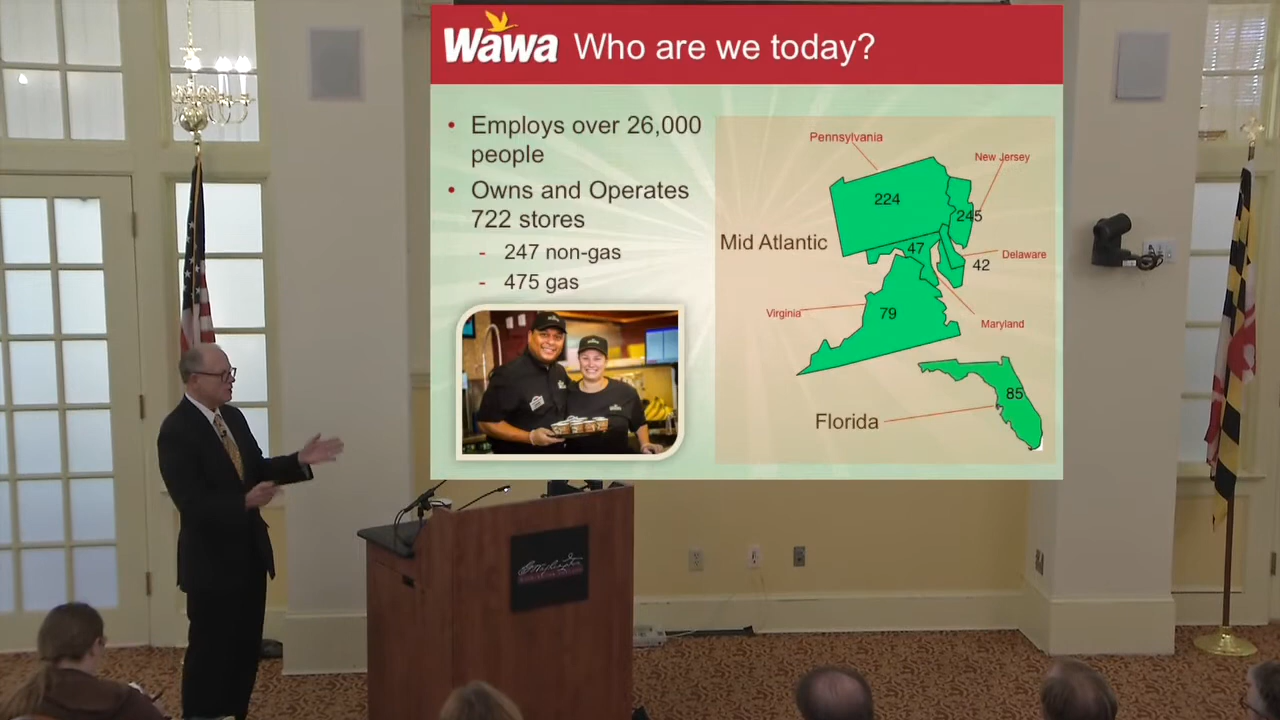 Wawa Who are we today?
• Employs over 26,000
people
• Owns and Operates
722 stores
- 247 non-gas
- 475 gas
Pennsylvania
New Jersey
224
245
Mid Atlantic
47
Delaware
42
Virginia
79
Maryland
85
Florida